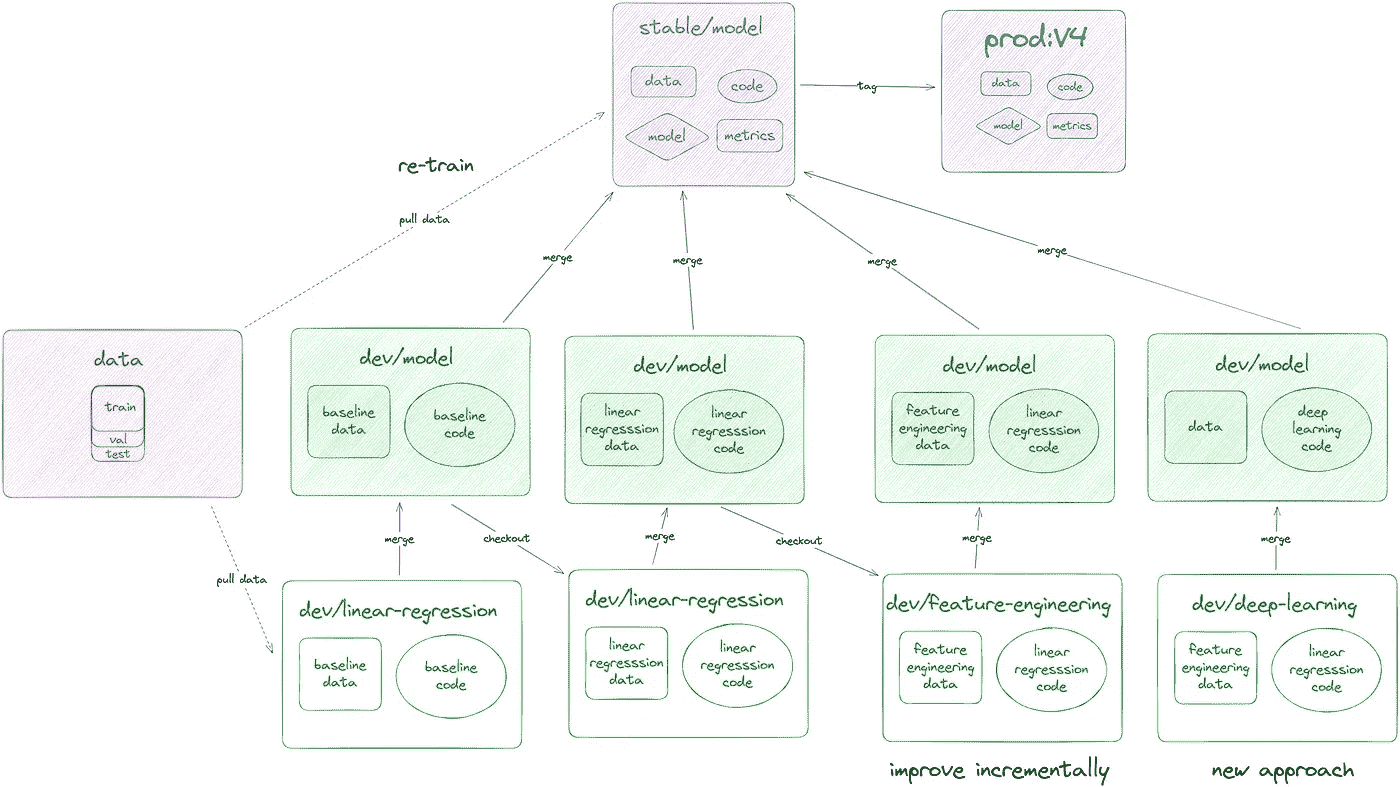 stable/model
data
code
model
metrics
tag
prod:V4
data
code
model
metrics
re-train
pull data
merge
merge
merge
merge
data
train
val
test
dev/model
baseline
data
baseline
code
dev/model
linear
regresssion
data
linear
regresssion
code
dev/model
feature
engineering
data
linear
regresssion
code
dev/model
data
deep
learning
code
pull data
merge
checkout
merge
checkout
merge
merge
dev/linear-regression
baseline
data
baseline
code
dev/linear-regression
linear
regresssion
data
linear
regresssion
code
dev/feature-engineering
feature
engineering
data
linear
regresssion
code
dev/deep-learning
feature
engineering
data
linear
regresssion
code
improve incrementally
new approach